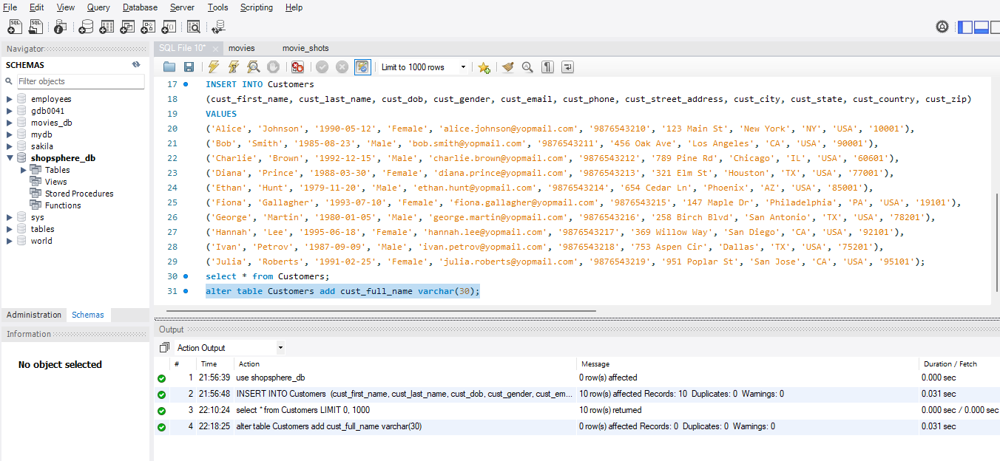 File Edit View Query Database Server Tools Scripting Help
Navigator
SQL File 10* movies movie_shots
SCHEMAS
Filter objects
Limit to 1000 rows
employees
gdb0041
movies_db
mydb
sakila
shopsphere_db
Tables
Views
Stored Procedures
Functions
sys
tables
world
17 INSERT INTO Customers
18 (cust_first_name, cust_last_name, cust_dob, cust_gender, cust_email, cust_phone, cust_street_address, cust_city, cust_state, cust_country, cust_zip)
19 VALUES
20 ('Alice', 'Johnson', '1990-05-12', 'Female', 'alice.johnson@yopmail.com', '9876543210', '123 Main St', 'New York', 'NY', 'USA', '10001'),
21 ('Bob', 'Smith', '1985-08-23', 'Male', 'bob.smith@yopmail.com', '9876543211', '456 Oak Ave', 'Los Angeles', 'CA', 'USA', '90001'),
22 ('Charlie', 'Brown', '1992-12-15', 'Male', 'charlie.brown@yopmail.com', '9876543212', '789 Pine Rd', 'Chicago', 'IL', 'USA', '60601'),
23 ('Diana', 'Prince', '1988-03-30', 'Female', 'diana.prince@yopmail.com', '9876543213', '321 Elm St', 'Houston', 'TX', 'USA', '77001'),
24 ('Ethan', 'Hunt', '1979-11-20', 'Male', 'ethan.hunt@yopmail.com', '9876543214', '654 Cedar Ln', 'Phoenix', 'AZ', 'USA', '85001'),
25 ('Fiona', 'Gallagher', '1993-07-10', 'Female', 'fiona.gallagher@yopmail.com', '9876543215', '147 Maple Dr', 'Philadelphia', 'PA', 'USA', '19101'),
26 ('George', 'Martin', '1980-01-05', 'Male', 'george.martin@yopmail.com', '9876543216', '258 Birch Blvd', 'San Antonio', 'TX', 'USA', '78201'),
27 ('Hannah', 'Lee', '1995-06-18', 'Female', 'hannah.lee@yopmail.com', '9876543217', '369 Willow Way', 'San Diego', 'CA', 'USA', '92101'),
28 ('Ivan', 'Petrov', '1987-09-09', 'Male', 'ivan.petrov@yopmail.com', '9876543218', '753 Aspen Cir', 'Dallas', 'TX', 'USA', '75201'),
29 ('Julia', 'Roberts', '1991-02-25', 'Female', 'julia.roberts@yopmail.com', '9876543219', '951 Poplar St', 'San Jose', 'CA', 'USA', '95101');
30 select * from Customers;
31 alter table Customers add cust_full_name varchar(30);
Administration Schemas
Information
No object selected
Output
Action Output
# Time Action Message Duration / Fetch
1 21:56:39 use shopsphere_db 0 row(s) affected 0.000 sec
2 21:56:48 INSERT INTO Customers (cust_first_name, cust_last_name, cust_dob, cust_gender, cust_em... 10 row(s) affected Records: 10 Duplicates: 0 Warnings: 0 0.031 sec
3 22:10:24 select * from Customers LIMIT 0, 1000 10 row(s) returned 0.000 sec / 0.000 sec
4 22:18:25 alter table Customers add cust_full_name varchar(30) 0 row(s) affected Records: 0 Duplicates: 0 Warnings: 0 0.031 sec